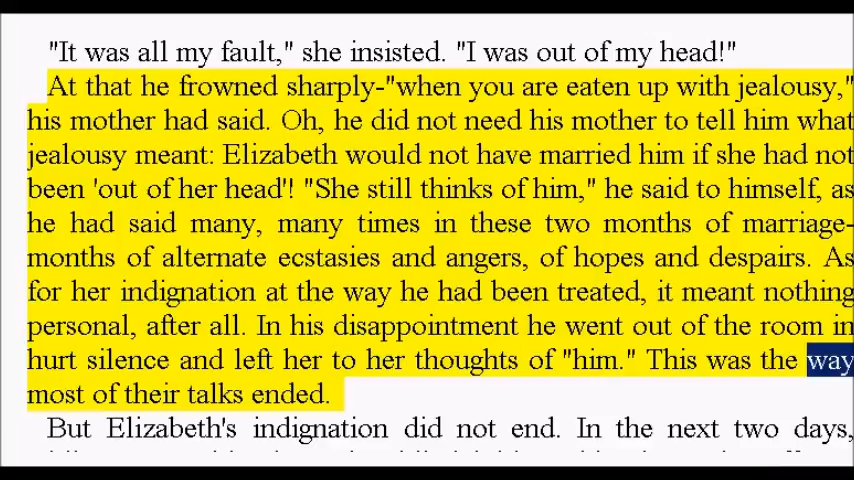 "It was all my fault," she insisted. "I was out of my head!"
At that he frowned sharply-"when you are eaten up with jealousy,"
his mother had said. Oh, he did not need his mother to tell him what
jealousy meant: Elizabeth would not have married him if she had not
been 'out of her head'! "She still thinks of him," he said to himself, as
he had said many, many times in these two months of marriage-
months of alternate ecstasies and angers, of hopes and despairs. As
for her indignation at the way he had been treated, it meant nothing
personal, after all. In his disappointment he went out of the room in
hurt silence and left her to her thoughts of "him." This was the way
most of their talks ended.
But Elizabeth's indignation did not end. In the next two days,